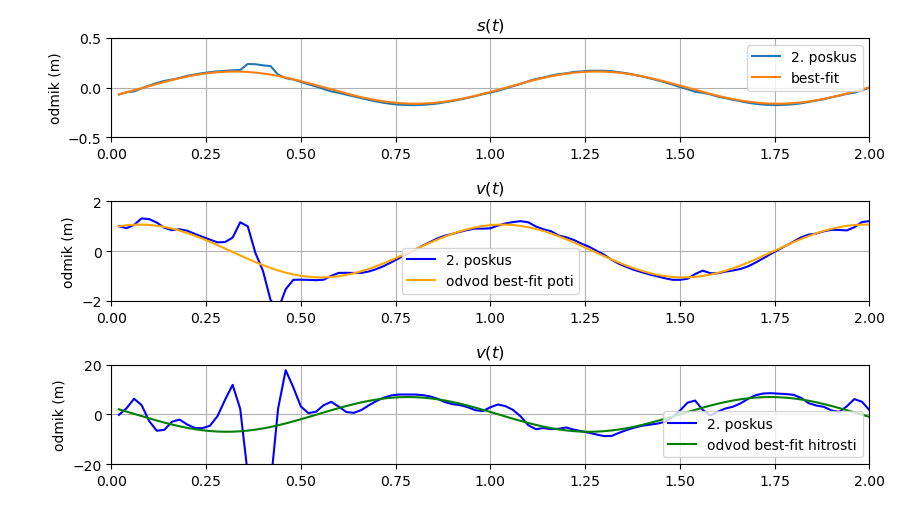 s(t)
odmik (m)
0.5
0.0
−0.5
2. poskus
best-fit
0.00 0.25 0.50 0.75 1.00 1.25 1.50 1.75 2.00
v(t)
odmik (m)
2
0
−2
2. poskus
odvod best-fit poti
0.00 0.25 0.50 0.75 1.00 1.25 1.50 1.75 2.00
v(t)
odmik (m)
20
0
−20
2. poskus
odvod best-fit hitrosti
0.00 0.25 0.50 0.75 1.00 1.25 1.50 1.75 2.00